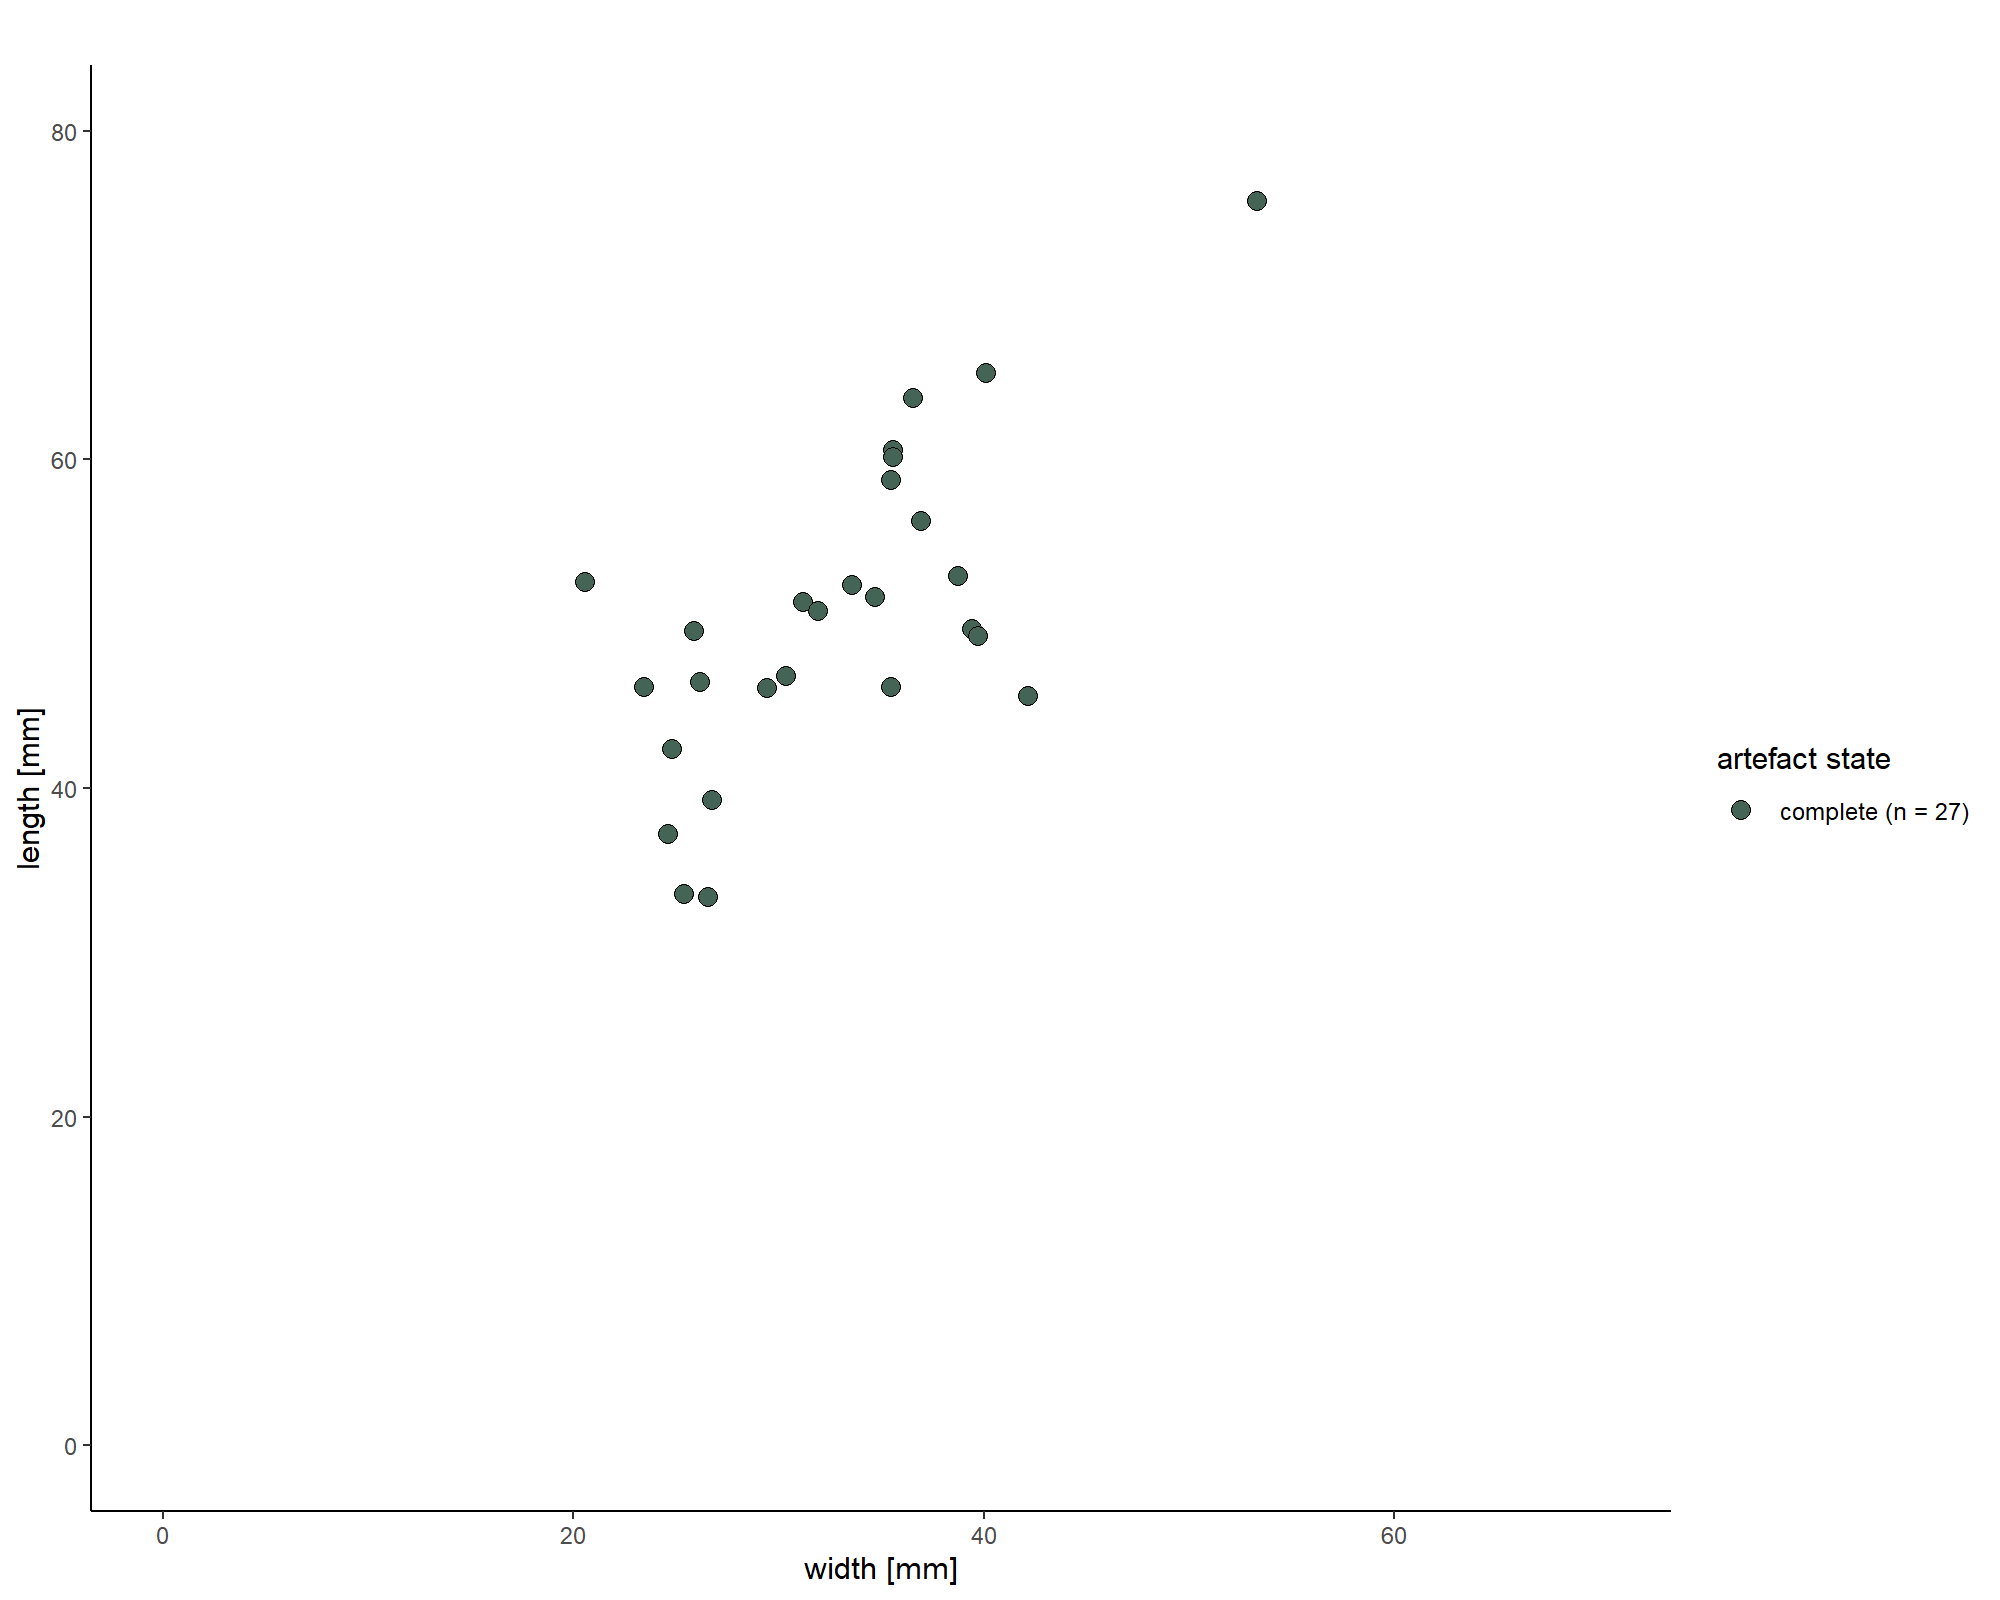 80
60
40
20
0
length [mm]
0 20 40 60
width [mm]
artefact state
complete (n = 27)